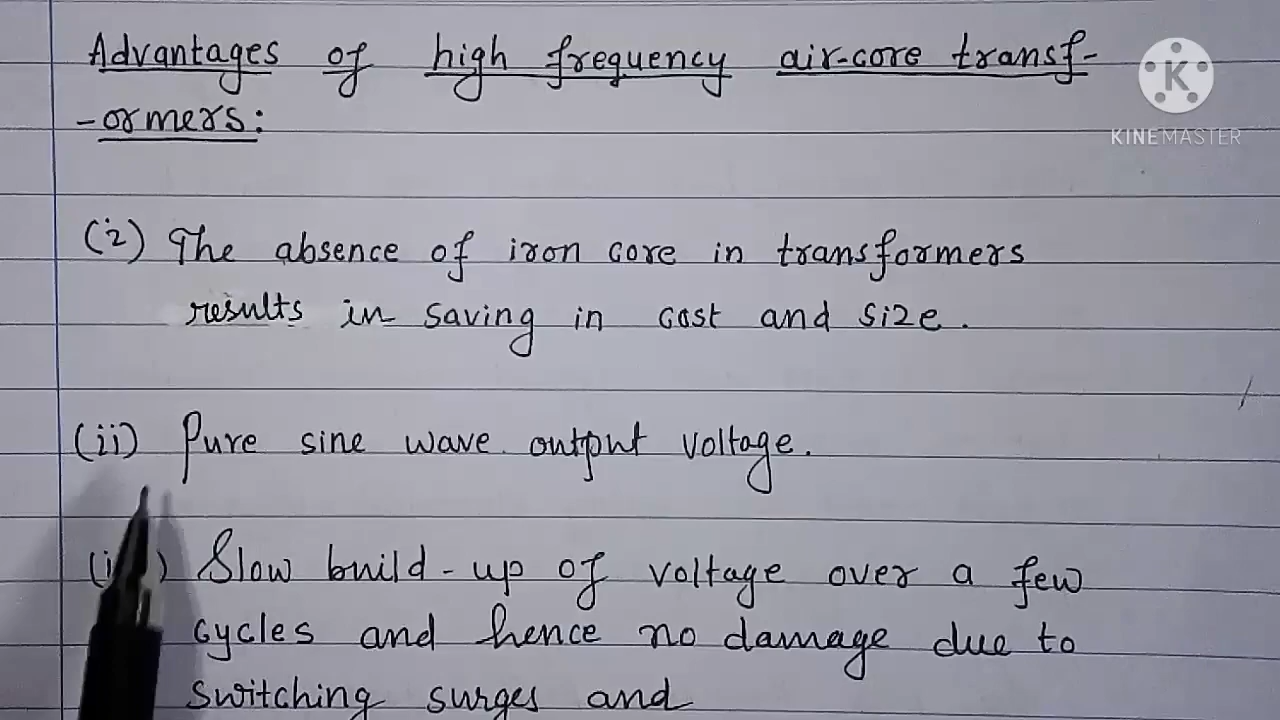 Advantages of high frequency air-core transf-
-ormers:
K
KINEMASTER
(i) The absence of iron core in transformers
results in saving in cost and size.
(ii) Pure sine wave output voltage.
Slow build-up of voltage over a few
cycles and hence no damage due to
switching surges and